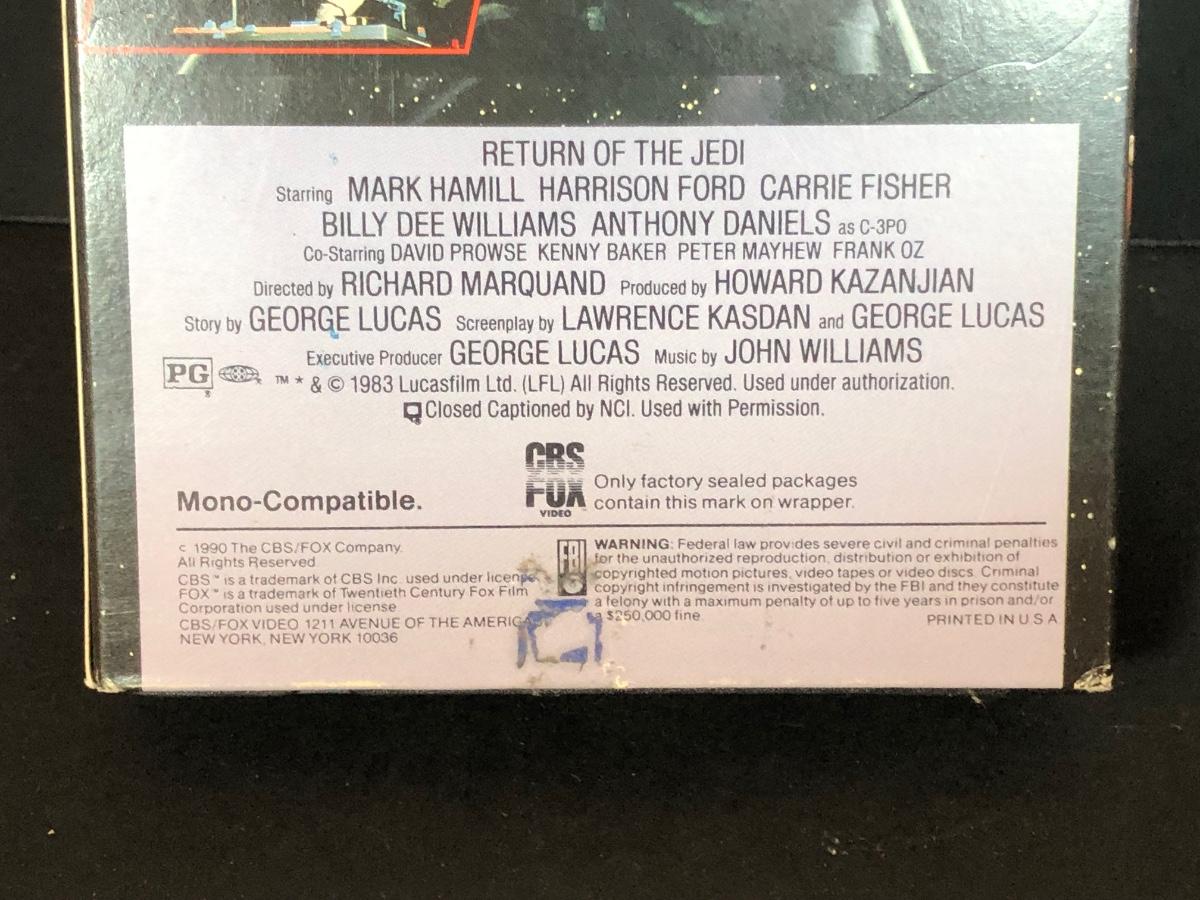 RETURN OF THE JEDI
Starring MARK HAMILL HARRISON FORD CARRIE FISHER
BILLY DEE WILLIAMS ANTHONY DANIELS as C-3PO
Co-Starring DAVID PROWSE KENNY BAKER PETER MAYHEW FRANK OZ
Directed by RICHARD MARQUAND Produced by HOWARD KAZANJIAN
Story by GEORGE LUCAS Screenplay by LAWRENCE KASDAN and GEORGE LUCAS
Executive Producer GEORGE LUCAS Music by JOHN WILLIAMS
PG ® ™ * & © 1983 Lucasfilm Ltd. (LFL) All Rights Reserved. Used under authorization.
Closed Captioned by NCI. Used with Permission.
Mono-Compatible.
CBS
FOX
VIDEO
Only factory sealed packages
contain this mark on wrapper.
c 1990 The CBS/FOX Company.
All Rights Reserved
CBS™ is a trademark of CBS Inc. used under license
FOX™ is a trademark of Twentieth Century Fox Film
Corporation used under license
CBS/FOX VIDEO 1211 AVENUE OF THE AMERICA
NEW YORK, NEW YORK 10036
FBI
WARNING: Federal law provides severe civil and criminal penalties
for the unauthorized reproduction, distribution or exhibition of
copyrighted motion pictures, video tapes or video discs. Criminal
copyright infringement is investigated by the FBI and they constitute
a felony with a maximum penalty of up to five years in prison and/or
a $250,000 fine.
PRINTED IN U S A